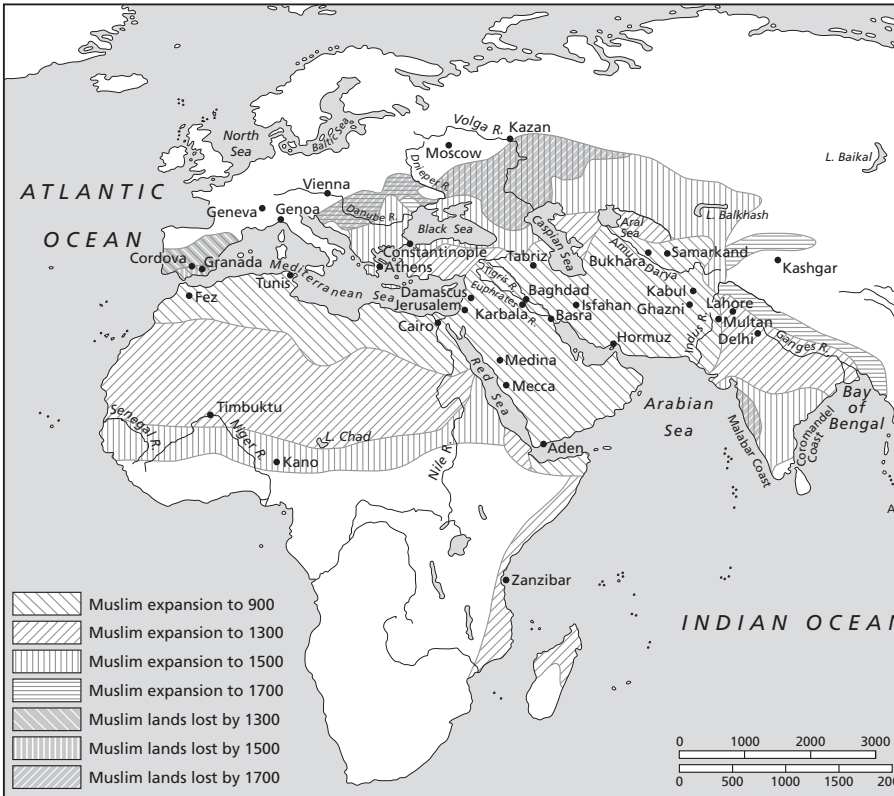 Volga R.
Kazan
North
Sea
Baltic Sea
Moscow
L. Baikal
Dnieper R.
ATLANTIC
OCEAN
Vienna
Geneva
Genoa
Danube R.
Black Sea
Caspian Sea
Aral
Sea
L. Balkhash
Cordova
Granada
Constantinople
Athens
Tabriz
Amu Darya
Bukhara
Samarkand
Kashgar
Mediterranean Sea
Tunis
Tigris R.
Euphrates R.
Fez
Damascus
Jerusalem
Baghdad
Karbala
Isfahan
Basra
Kabul
Ghazni
Lahore
Multan
Delhi
Cairo
Hormuz
Indus R.
Ganges R.
Medina
Mecca
Red Sea
Arabian
Sea
Bay
of
Bengal
Senegal R.
Timbuktu
Niger R.
L. Chad
Kano
Nile R.
Aden
Malabar Coast
Coromandel
Coast
A
Zanzibar
INDIAN OCEAN
Muslim expansion to 900
Muslim expansion to 1300
Muslim expansion to 1500
Muslim expansion to 1700
Muslim lands lost by 1300
Muslim lands lost by 1500
Muslim lands lost by 1700
0 1000 2000 3000
0 500 1000 1500 200